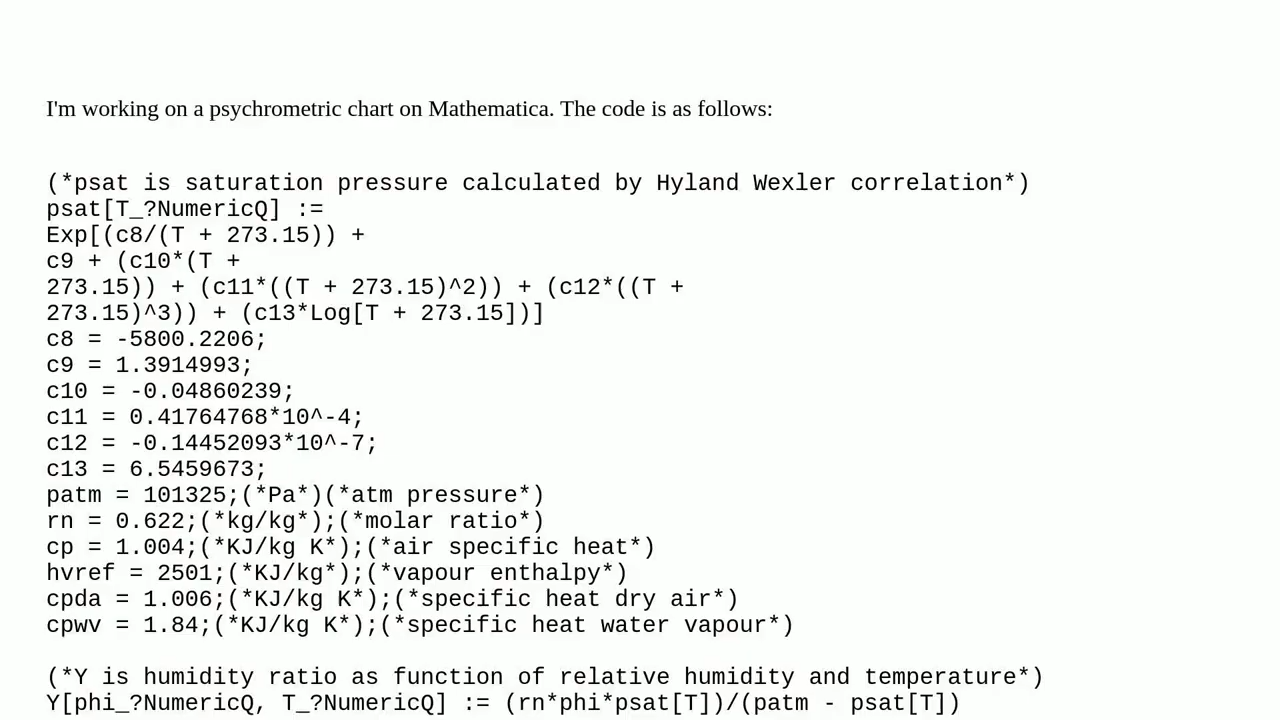 I'm working on a psychrometric chart on Mathematica. The code is as follows:
(*psat is saturation pressure calculated by Hyland Wexler correlation*)
psat[T_?NumericQ] :=
Exp[(c8/(T + 273.15)) +
c9 + (c10*(T +
273.15)) + (c11*((T + 273.15)^2)) + (c12*((T +
273.15)^3)) + (c13*Log[T + 273.15])]
c8 = -5800.2206;
c9 = 1.3914993;
c10 = -0.04860239;
c11 = 0.41764768*10^-4;
c12 = -0.14452093*10^-7;
c13 = 6.5459673;
patm = 101325;(*Pa*)(*atm pressure*)
rn = 0.622;(*kg/kg*);(*molar ratio*)
cp = 1.004;(*KJ/kg K*);(*air specific heat*)
hvref = 2501;(*KJ/kg*);(*vapour enthalpy*)
cpda = 1.006;(*KJ/kg K*);(*specific heat dry air*)
cpwv = 1.84;(*KJ/kg K*);(*specific heat water vapour*)
(*Y is humidity ratio as function of relative humidity and temperature*)
Y[phi_?NumericQ, T_?NumericQ] := (rn*phi*psat[T])/(patm - psat[T])